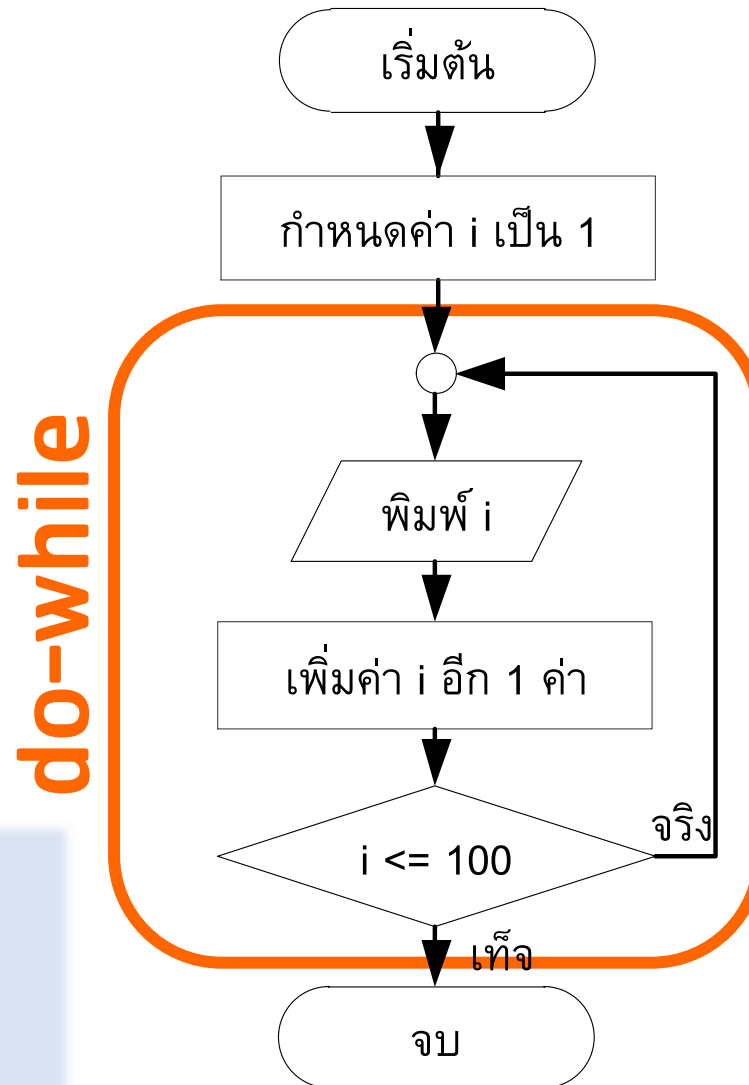 เริ่มต้น
กำหนดค่า i เป็น 1
do-while
พิมพ์ i
เพิ่มค่า i อีก 1 ค่า
i <= 100
จริง
เท็จ
จบ